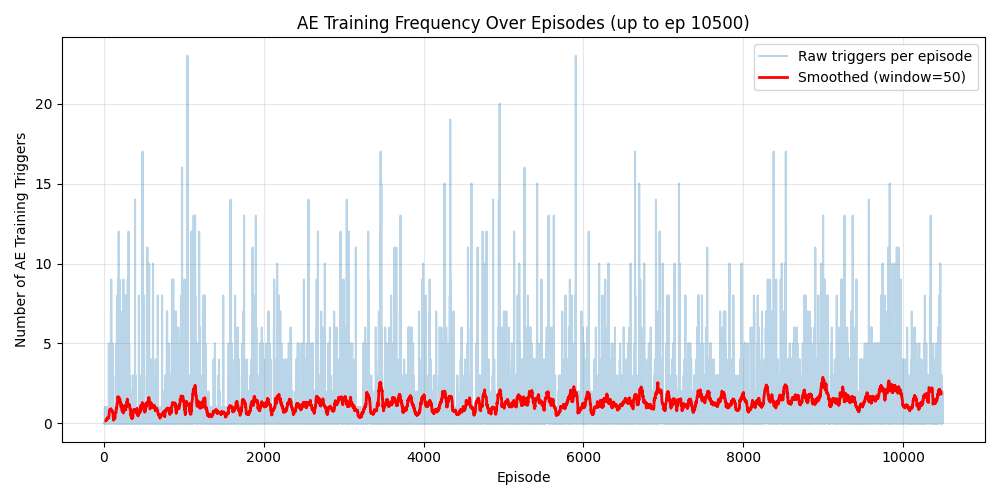 AE Training Frequency Over Episodes (up to ep 10500)
Raw triggers per episode
Smoothed (window=50)
Number of AE Training Triggers
20
15
10
5
0
0 2000 4000 6000 8000 10000
Episode